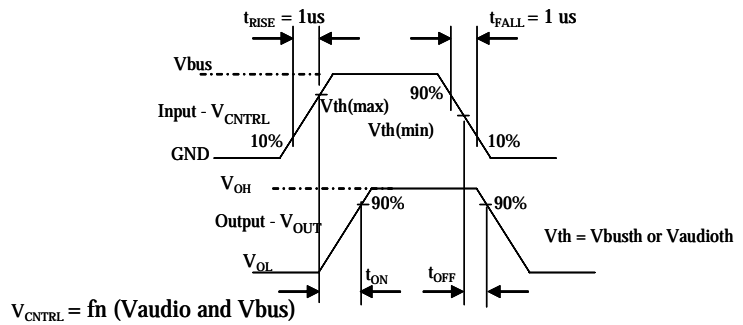 tRISE = 1us
tFALL = 1 us
Vbus
90%
Input - VCNTRL
Vth(max)
Vth(min)
10%
10%
GND
VOH
90%
90%
Output - VOUT
Vth = Vbusth or Vaudioth
VOL
tON
tOFF
VCNTRL = fn (Vaudio and Vbus)